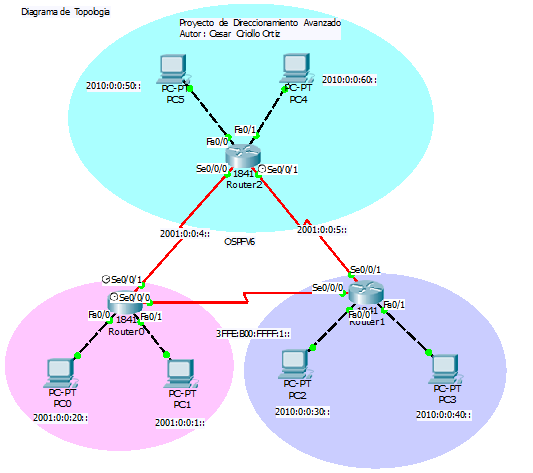 Diagrama de Topologia
Proyecto de Direccionamiento Avanzado
Autor: Cesar Criollo Ortiz
2010:0:0:50::
PC-PT
PC5
PC-PT
PC4
2010:0:0:60::
Fa0/0
Fa0/1
Se0/0/0
Se0/0/1
1841
Router2
2001:0:0:4::
2001:0:0:5::
OSPFV6
Se0/0/1
Se0/0/0
Fa0/0
Fa0/1
1841
Router0
Se0/0/1
Se0/0/0
1841
Fa0/0
Fa0/1
Router1
3FFE:B00:FFFF:1::
PC-PT
PC0
2001:0:0:20::
PC-PT
PC1
2001:0:0:1::
PC-PT
PC2
2010:0:0:30::
PC-PT
PC3
2010:0:0:40::